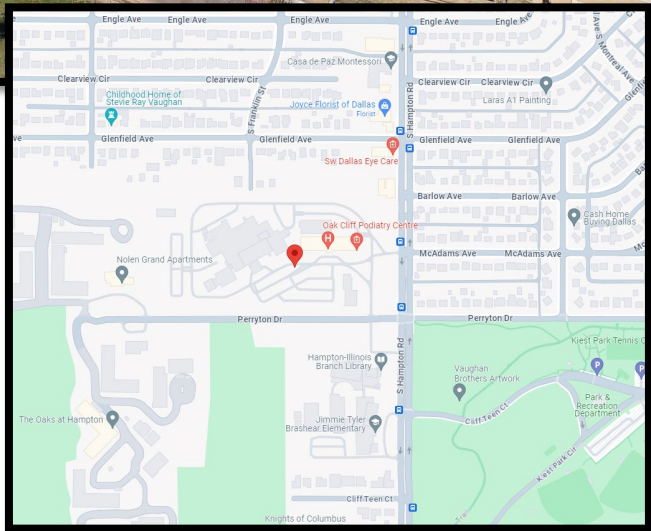 Engle Ave
Engle Ave
Engle Ave
Engle Ave
Casa de Paz Montessori
Clearview Cir
Clearview Cir
Clearview Cir
Clearview Cir
Childhood Home of
Stevie Ray Vaughan
S Franklin St
Joyce Florist of Dallas
Florist
S Hampton Rd
Laras A1 Painting
Ave S
S Montreal Ave
Glenfield Ave
Glenfield Ave
Glenfield Ave
Glenfield Ave
Sw Dallas Eye Care
Barlow Ave
Barlow Ave
Cash Home
Buying Dallas
Oak Cliff Podiatry Centre
H
McAdams Ave
McAdams Ave
Nolen Grand Apartments
Perryton Dr
Perryton Dr
Hampton-Illinois
Branch Library
S Hampton Rd
Kiest Park Tennis C
Vaughan
Brothers Artwork
P
P
Park &
Recreation
Department
The Oaks at Hampton
Jimmie Tyler
Brashear Elementary
Cliff Teen Ct
Kiest Park Cir
Cliff Teen Ct
Knights of Columbus